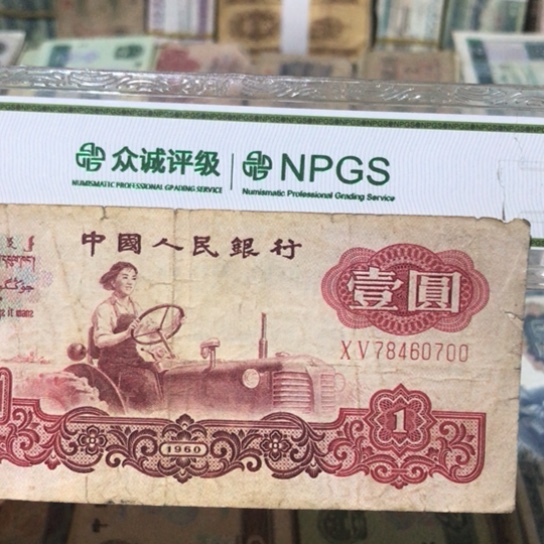 众诚评级 NPGS
NUMISMATIC PROFESSIONAL GRADING SERVICE Numismatic Professional Grading Service
中國人民銀行
壹圓
XV78460700
1
1960